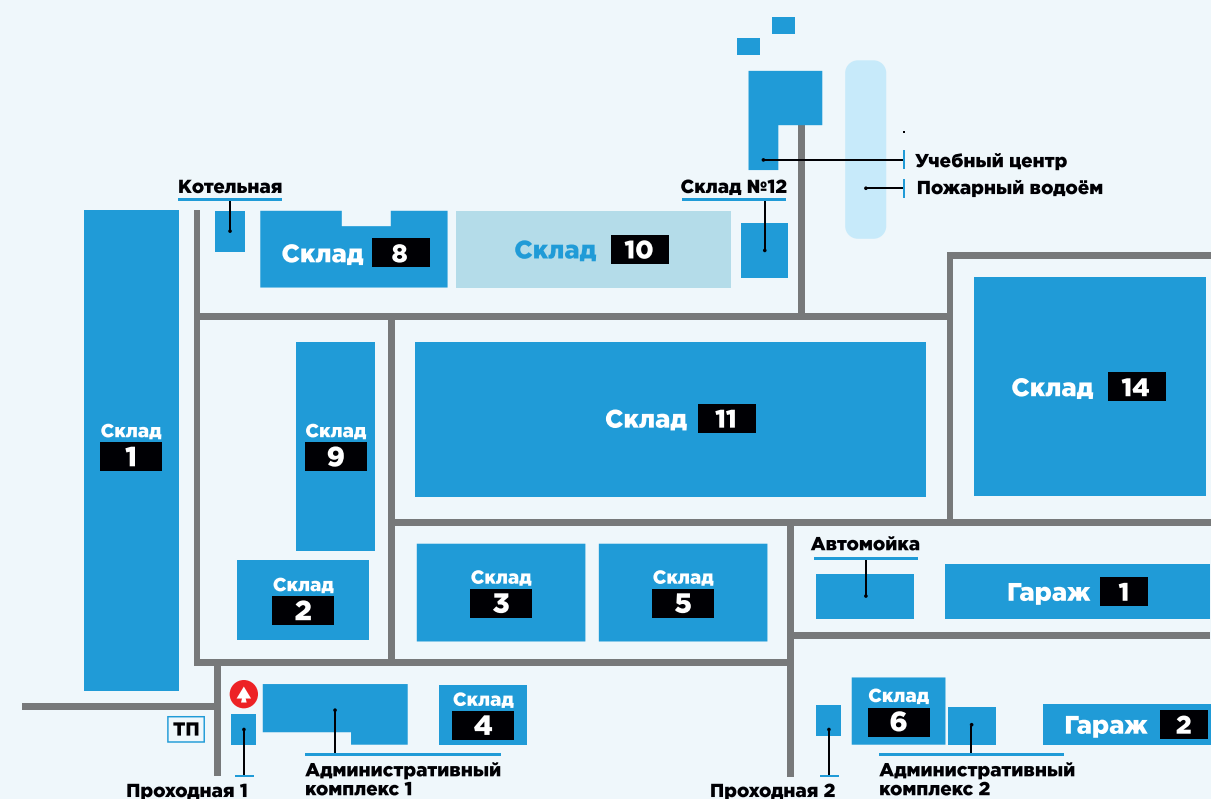 Учебный центр
Пожарный водоём
Котельная
Склад №12
Склад 8
Склад 10
Склад 14
Склад 11
Склад
1
Склад
9
Автомойка
Склад
2
Склад
3
Склад
5
Гараж 1
Склад
4
Склад
6
Гараж 2
ТП
Административный
комплекс 1
Административный
комплекс 2
Проходная 1
Проходная 2